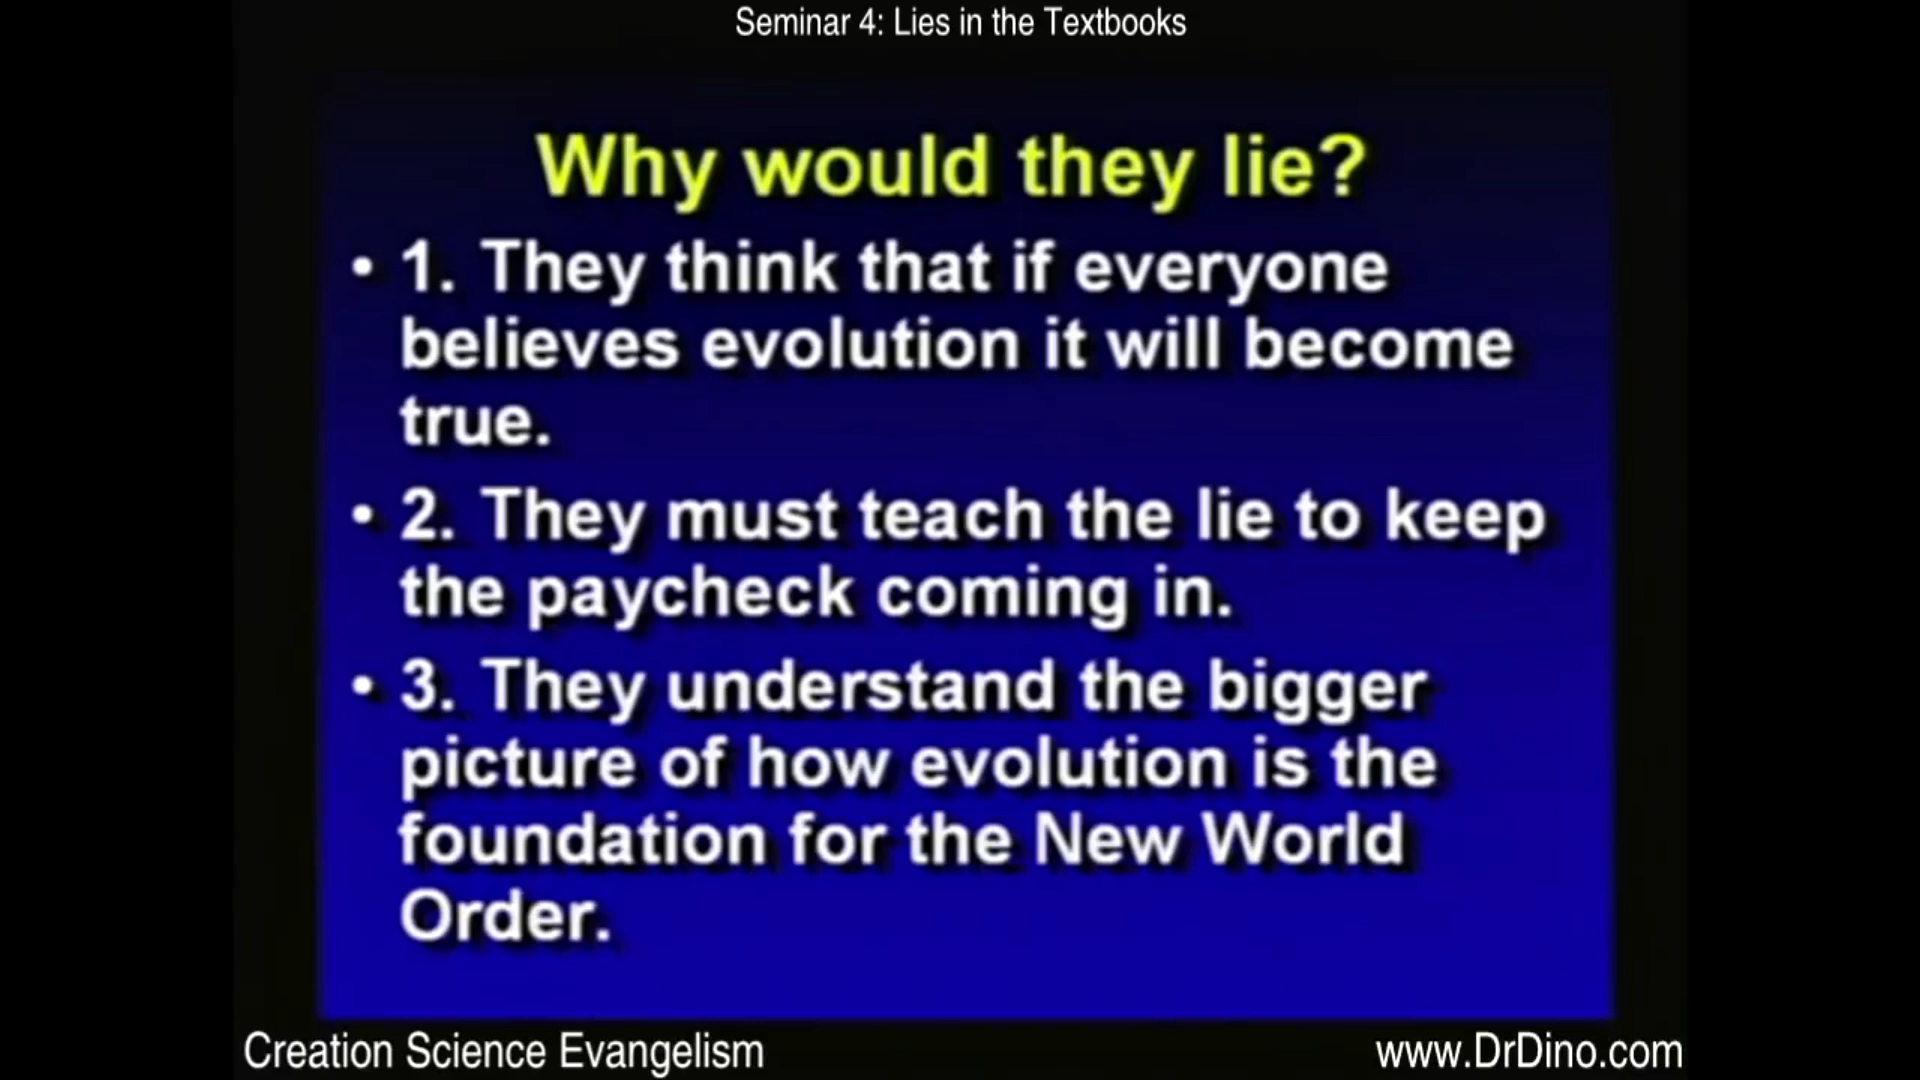 Seminar 4: Lies in the Textbooks
Why would they lie?
• 1. They think that if everyone
believes evolution it will become
true.
• 2. They must teach the lie to keep
the paycheck coming in.
• 3. They understand the bigger
picture of how evolution is the
foundation for the New World
Order.
Creation Science Evangelism
www.DrDino.com